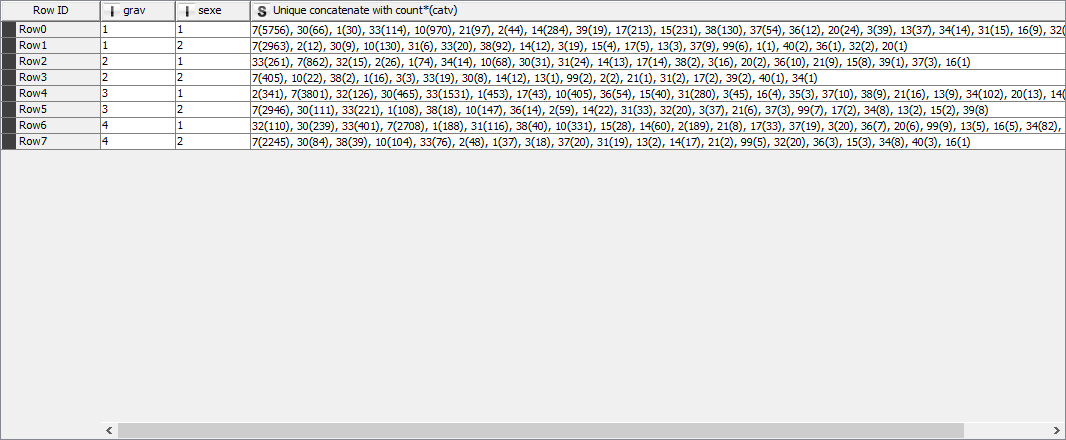 Row ID grav sexe S Unique concatenate with count*(catv)
Row0 1 1 7(5756), 30(66), 1(30), 33(114), 10(970), 21(97), 2(44), 14(284), 39(19), 17(213), 15(231), 38(130), 37(54), 36(12), 20(24), 3(39), 13(37), 34(14), 31(15), 16(9), 32(
Row1 1 2 7(2963), 2(12), 30(9), 10(130), 31(6), 33(20), 38(92), 14(12), 3(19), 15(4), 17(5), 13(3), 37(9), 99(6), 1(1), 40(2), 36(1), 32(2), 20(1)
Row2 2 1 33(261), 7(862), 32(15), 2(26), 1(74), 34(14), 10(68), 30(31), 31(24), 14(13), 17(14), 38(2), 3(16), 20(2), 36(10), 21(9), 15(8), 39(1), 37(3), 16(1)
Row3 2 2 7(405), 10(22), 38(2), 1(16), 3(3), 33(19), 30(8), 14(12), 13(1), 99(2), 2(2), 21(1), 31(2), 17(2), 39(2), 40(1), 34(1)
Row4 3 1 2(341), 7(3801), 32(126), 30(465), 33(1531), 1(453), 17(43), 10(405), 36(54), 15(40), 31(280), 3(45), 16(4), 35(3), 37(10), 38(9), 21(16), 13(9), 34(102), 20(13), 14(
Row5 3 2 7(2946), 30(111), 33(221), 1(108), 38(18), 10(147), 36(14), 2(59), 14(22), 31(33), 32(20), 3(37), 21(6), 37(3), 99(7), 17(2), 34(8), 13(2), 15(2), 39(8)
Row6 4 1 32(110), 30(239), 33(401), 7(2708), 1(188), 31(116), 38(40), 10(331), 15(28), 14(60), 2(189), 21(8), 17(33), 37(19), 3(20), 36(7), 20(6), 99(9), 13(5), 16(5), 34(82),
Row7 4 2 7(2245), 30(84), 38(39), 10(104), 33(76), 2(48), 1(37), 3(18), 37(20), 31(19), 13(2), 14(17), 21(2), 99(5), 32(20), 36(3), 15(3), 34(8), 40(3), 16(1)